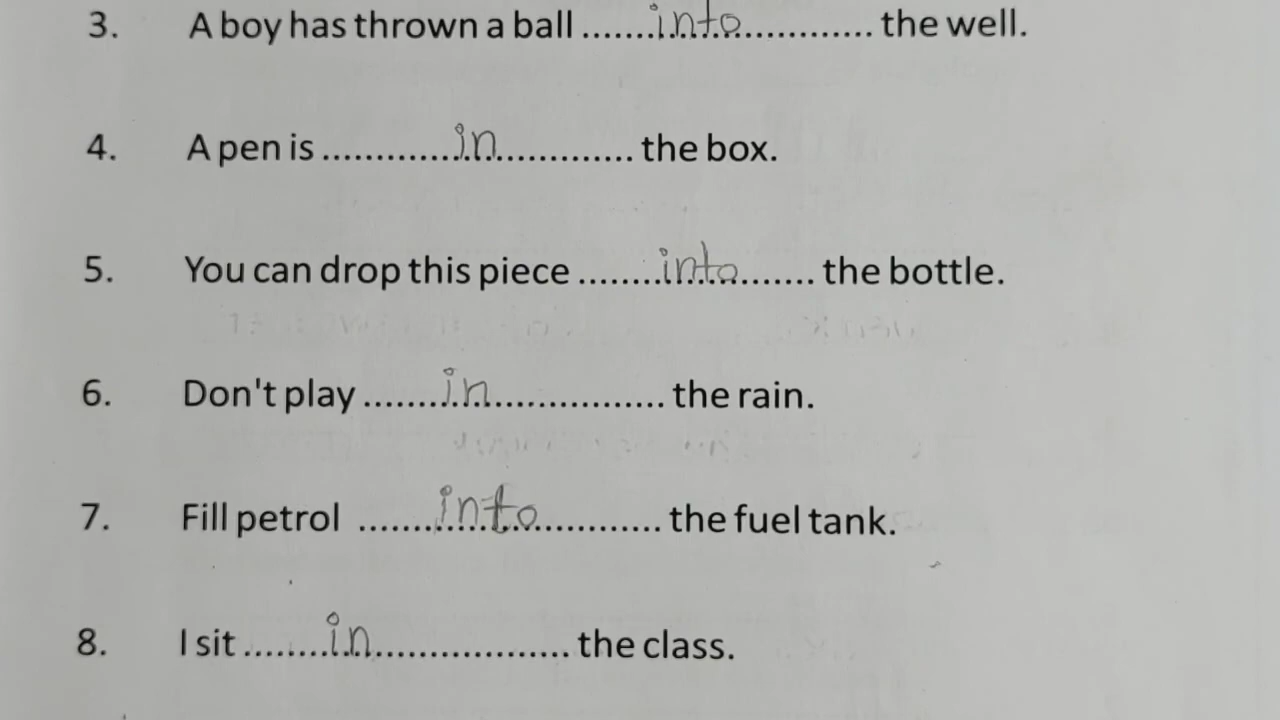 3. A boy has thrown a ball .......into............. the well.
4. A pen is .............in............. the box.
5. You can drop this piece ........into....... the bottle.
6. Don't play ........in................. the rain.
7. Fill petrol ........into............ the fuel tank.
8. I sit ........in................... the class.